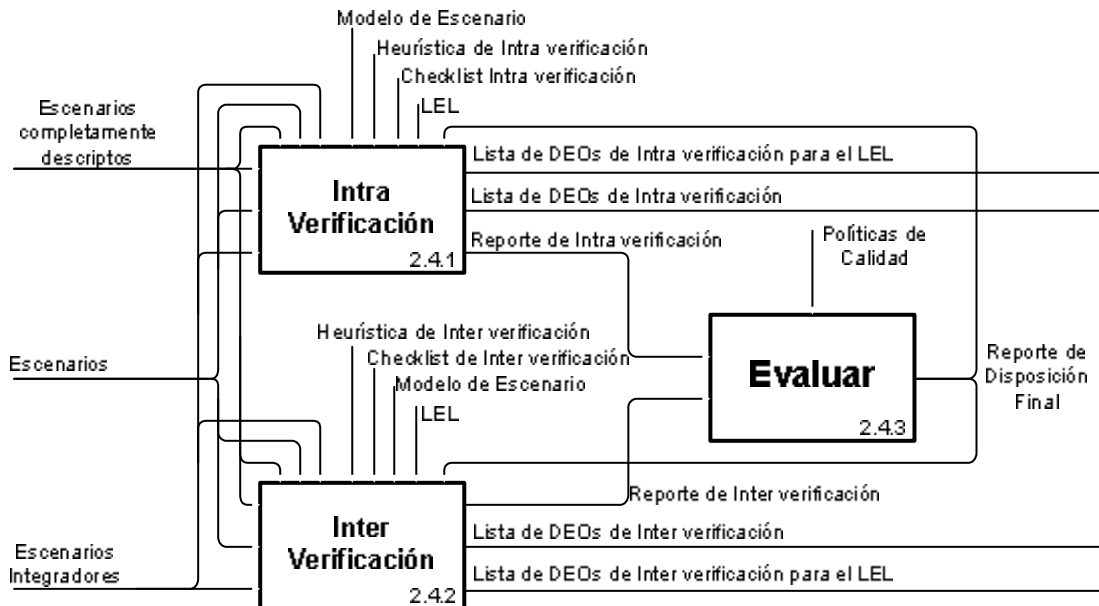 Modelo de Escenario
Heurística de Intra verificación
Checklist Intra verificación
LEL
Escenarios
completamente
descriptos
Intra
Verificación
2.4.1
Lista de DEOs de Intra verificación para el LEL
Lista de DEOs de Intra verificación
Reporte de Intra verificación
Políticas de
Calidad
Heurística de Inter verificación
Checklist de Inter verificación
Modelo de Escenario
LEL
Escenarios
Evaluar
2.4.3
Reporte de
Disposición
Final
Escenarios
Integradores
Inter
Verificación
2.4.2
Reporte de Inter verificación
Lista de DEOs de Inter verificación
Lista de DEOs de Inter verificación para el LEL